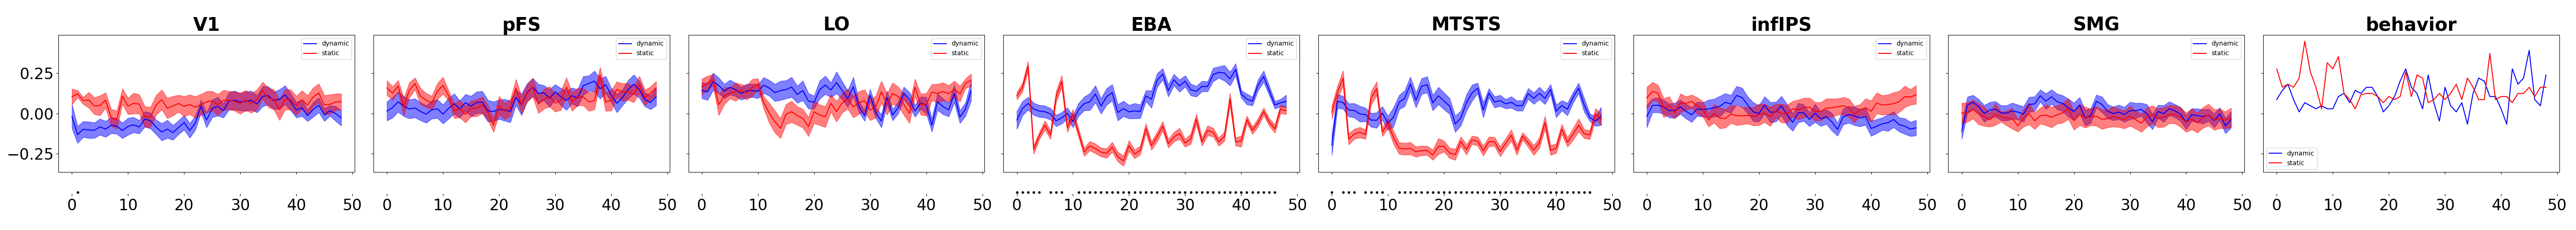 V1 pFS LO EBA MTSTS infIPS SMG behavior
dynamic dynamic dynamic dynamic dynamic dynamic dynamic
static static static static static static static
0.25
0.00
−0.25
dynamic
static
0 10 20 30 40 50 0 10 20 30 40 50 0 10 20 30 40 50 0 10 20 30 40 50 0 10 20 30 40 50 0 10 20 30 40 50 0 10 20 30 40 50 0 10 20 30 40 50